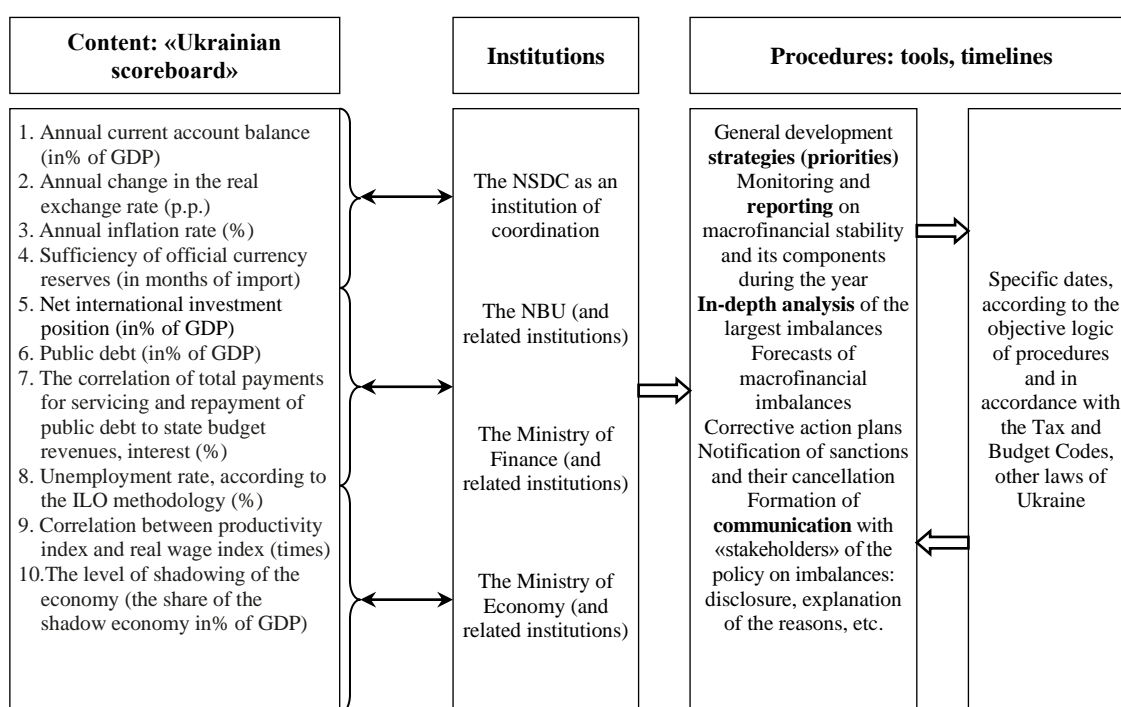 Content: «Ukrainian
scoreboard»
Institutions
Procedures: tools, timelines
1. Annual current account balance
(in% of GDP)
2. Annual change in the real
exchange rate (p.p.)
3. Annual inflation rate (%)
4. Sufficiency of official currency
reserves (in months of import)
5. Net international investment
position (in% of GDP)
6. Public debt (in% of GDP)
7. The correlation of total payments
for servicing and repayment of
public debt to state budget
revenues, interest (%)
8. Unemployment rate, according to
the ILO methodology (%)
9. Correlation between productivity
index and real wage index (times)
10.The level of shadowing of the
economy (the share of the
shadow economy in% of GDP)
The NSDC as an
institution of
coordination
The NBU (and
related institutions)
The Ministry of
Finance (and
related institutions)
The Ministry of
Economy (and
related institutions)
General development
strategies (priorities)
Monitoring and
reporting on
macrofinancial stability
and its components
during the year
In-depth analysis of the
largest imbalances
Forecasts of
macrofinancial
imbalances
Corrective action plans
Notification of sanctions
and their cancellation
Formation of
communication with
«stakeholders» of the
policy on imbalances:
disclosure, explanation
of the reasons, etc.
Specific dates,
according to the
objective logic
of procedures
and in
accordance with
the Tax and
Budget Codes,
other laws of
Ukraine